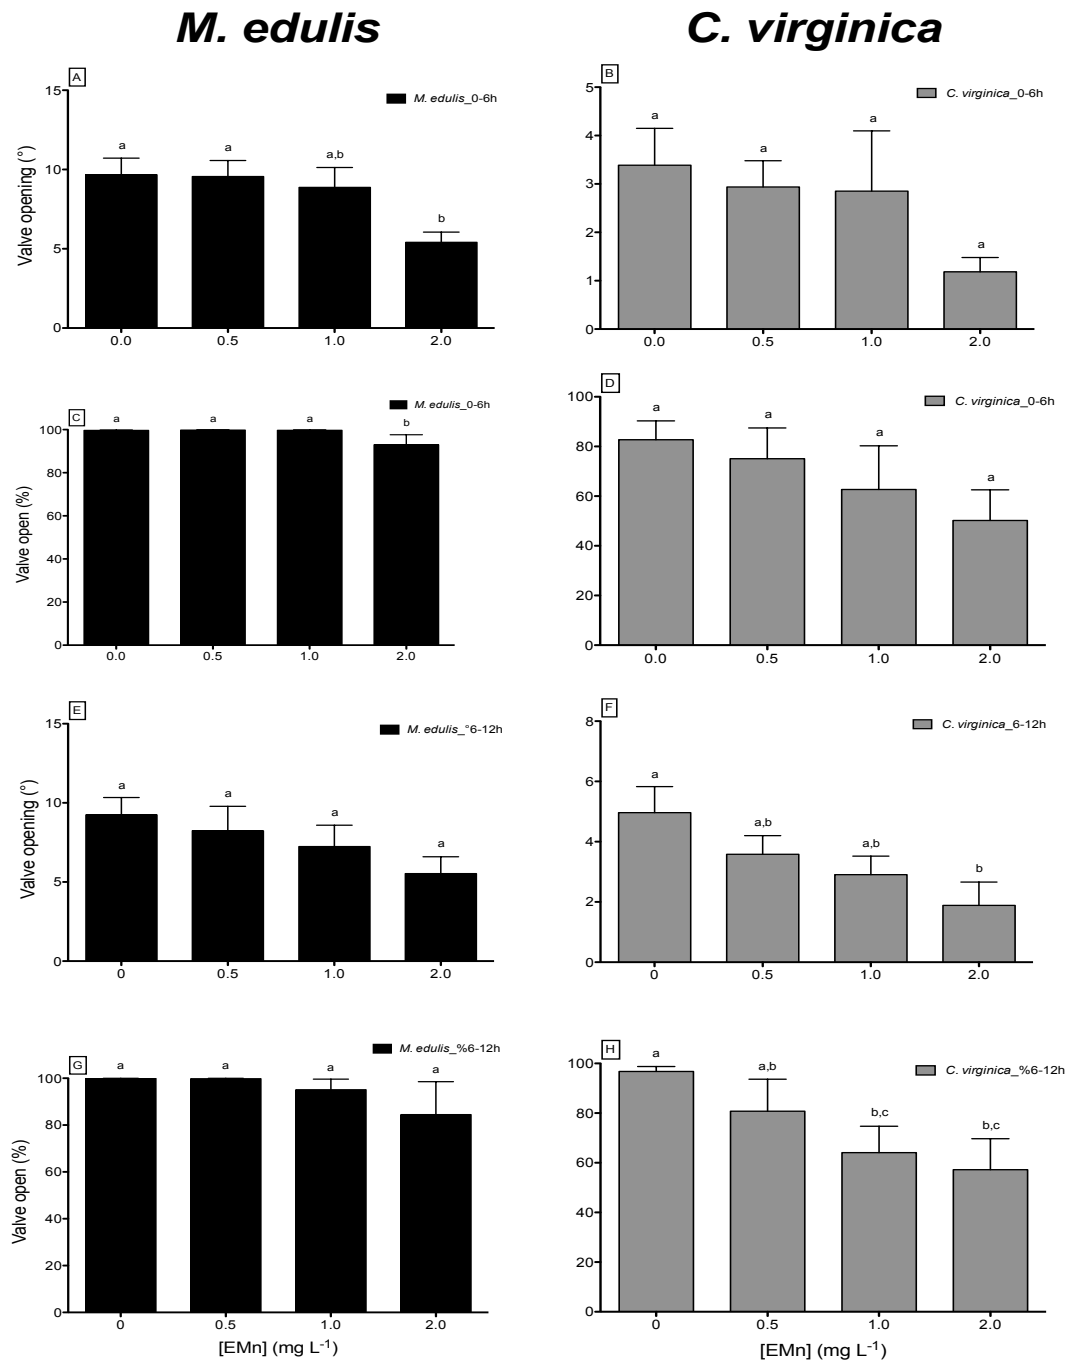 M. edulis
C. virginica
A
M. edulis_0-6h
Valve opening (°)
15
10
5
0
a
a
a,b
b
0.0
0.5
1.0
2.0
B
C. virginica_0-6h
5
4
3
2
1
0
a
a
a
a
0.0
0.5
1.0
2.0
C
M. edulis_0-6h
Valve open (%)
100
80
60
40
20
0
a
a
a
b
0.0
0.5
1.0
2.0
D
C. virginica_0-6h
100
80
60
40
20
0
a
a
a
a
0.0
0.5
1.0
2.0
E
M. edulis_°6-12h
Valve opening (°)
15
10
5
0
a
a
a
a
0
0.5
1.0
2.0
F
C. virginica_6-12h
8
6
4
2
0
a
a,b
a,b
b
0
0.5
1.0
2.0
G
M. edulis_%6-12h
Valve open (%)
100
80
60
40
20
0
a
a
a
a
0
0.5
1.0
2.0
[EMn] (mg L-1)
H
C. virginica_%6-12h
100
80
60
40
20
0
a
a,b
b,c
b,c
0
0.5
1.0
2.0
[EMn] (mg L-1)